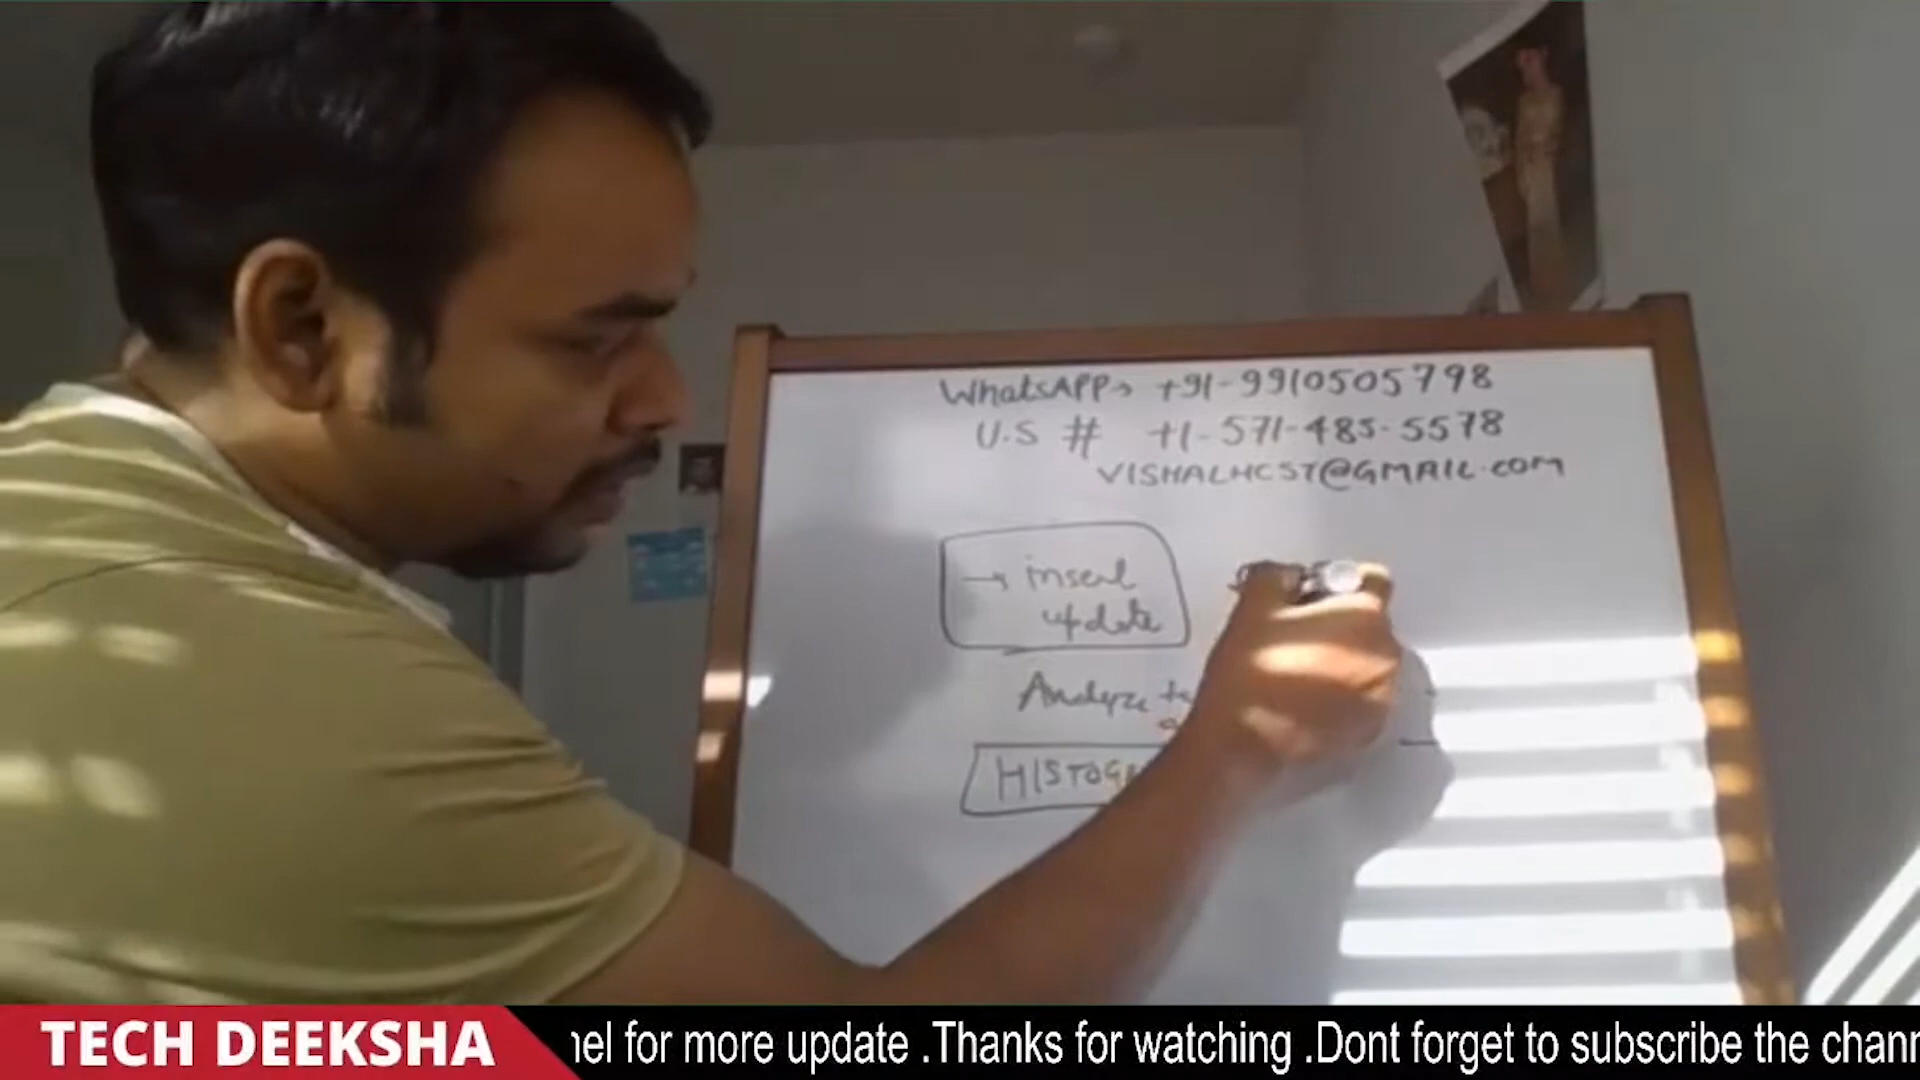 WhatsAPP→ +91-9910505798
U.S # +1-571-485-5578
VISHALHCST@GMAIL.COM
→ insert
update
Analyze
TECH DEEKSHA
nel for more update .Thanks for watching .Dont forget to subscribe the chann